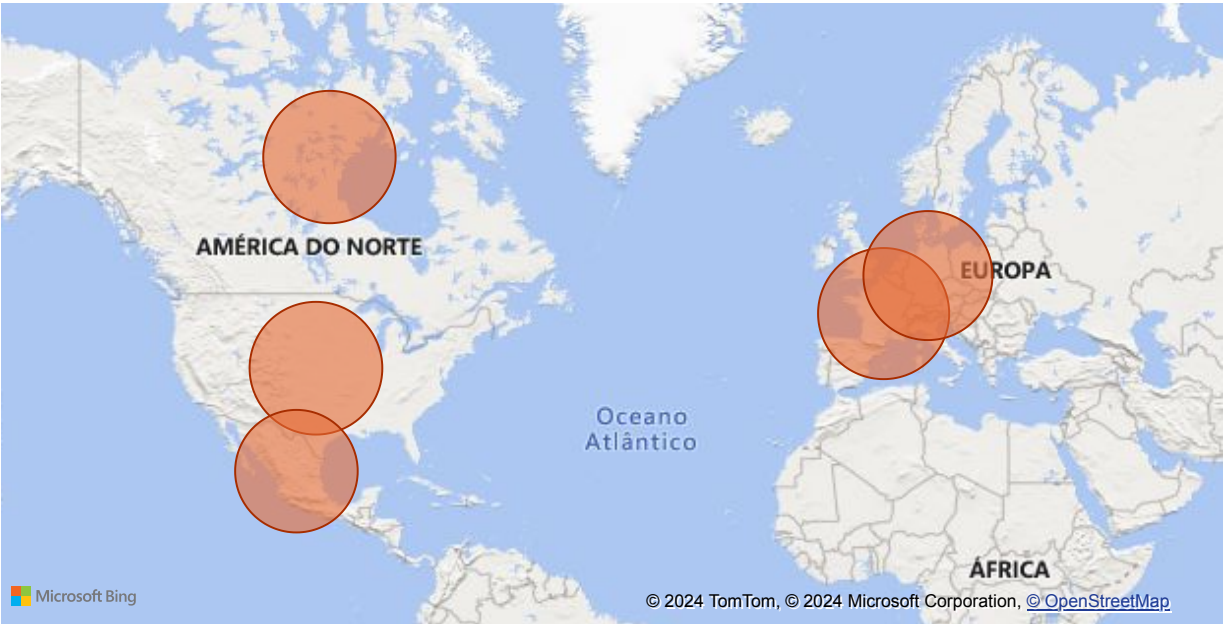 AMÉRICA DO NORTE
EUROPA
Oceano
Atlântico
ÁFRICA
Microsoft Bing
© 2024 TomTom, © 2024 Microsoft Corporation, © OpenStreetMap